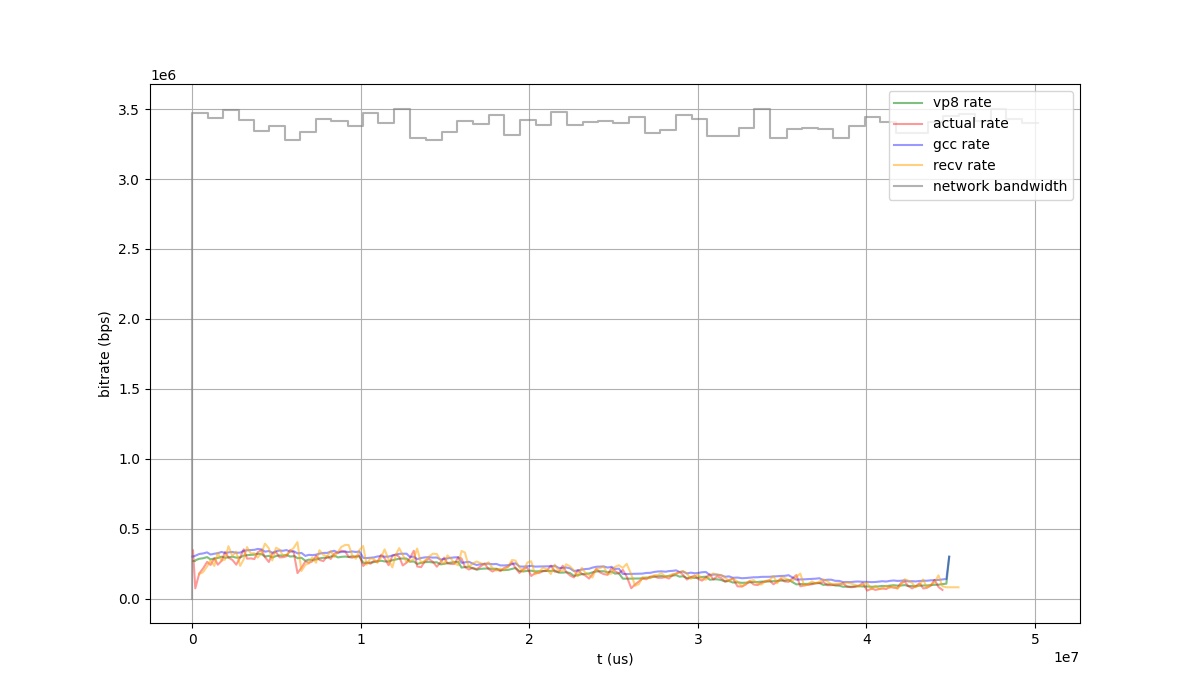 1e6
3.5
3.0
2.5
2.0
1.5
1.0
0.5
0.0
bitrate (bps)
vp8 rate
actual rate
gcc rate
recv rate
network bandwidth
0 1 2 3 4 5
1e7
t (us)